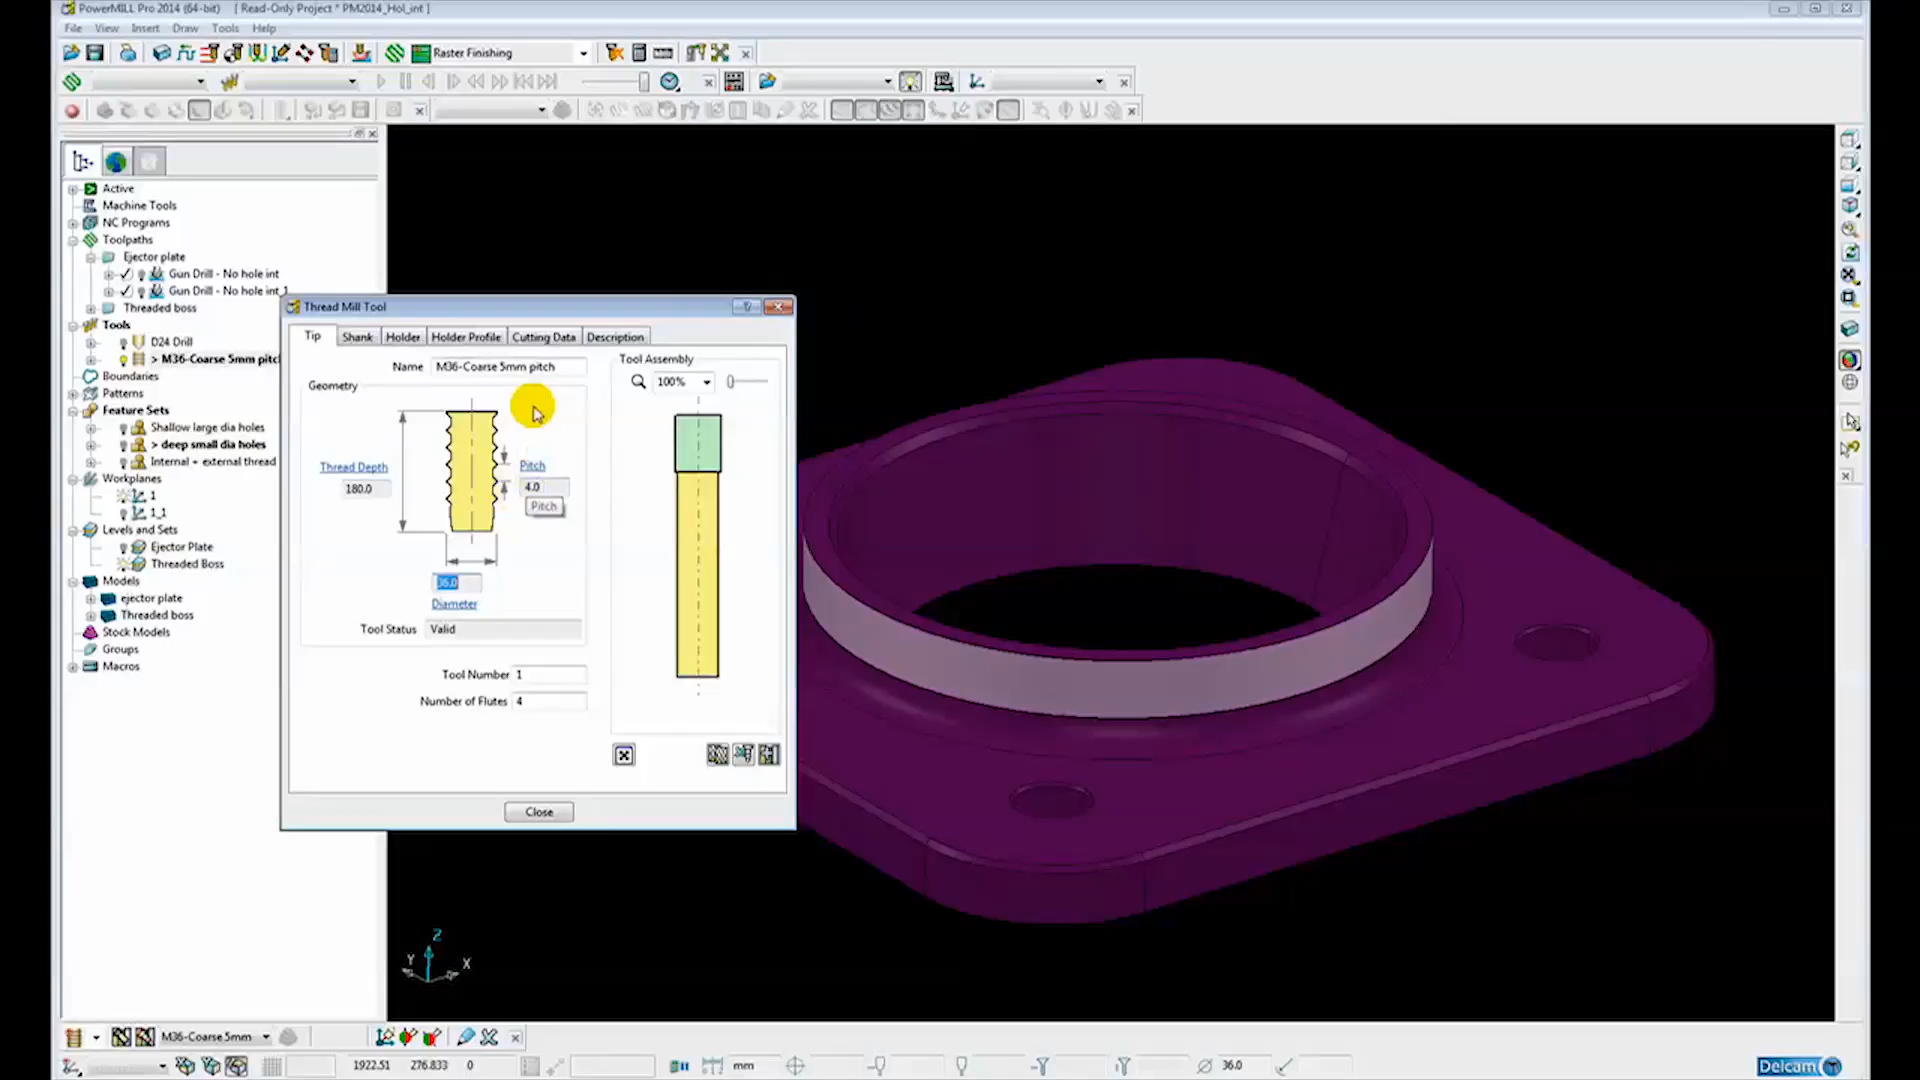 PowerMILL Pro 2014 (64-bit) [ Read-Only Project * PM2014_Hol_int ]
File View Insert Draw Tools Help
Raster Finishing
Active
Machine Tools
NC Programs
Toolpaths
Ejector plate
Gun Drill - No hole int
Gun Drill - No hole int_1
Threaded boss
Tools
D24 Drill
> M36-Coarse 5mm pitc
Boundaries
Patterns
Feature Sets
Shallow large dia holes
> deep small dia holes
Internal + external thread
Workplanes
1
1_1
Levels and Sets
Ejector Plate
Threaded Boss
Models
ejector plate
Threaded boss
Stock Models
Groups
Macros
Thread Mill Tool
Tip Shank Holder Holder Profile Cutting Data Description
Name M36-Coarse 5mm pitch
Geometry
Thread Depth
180.0
Pitch
4.0
Pitch
36.0
Diameter
Tool Status Valid
Tool Number 1
Number of Flutes 4
Tool Assembly
100%
Close
Z
Y
X
M36-Coarse 5mm
1922.51 276.833 0 mm 36.0
Delcam